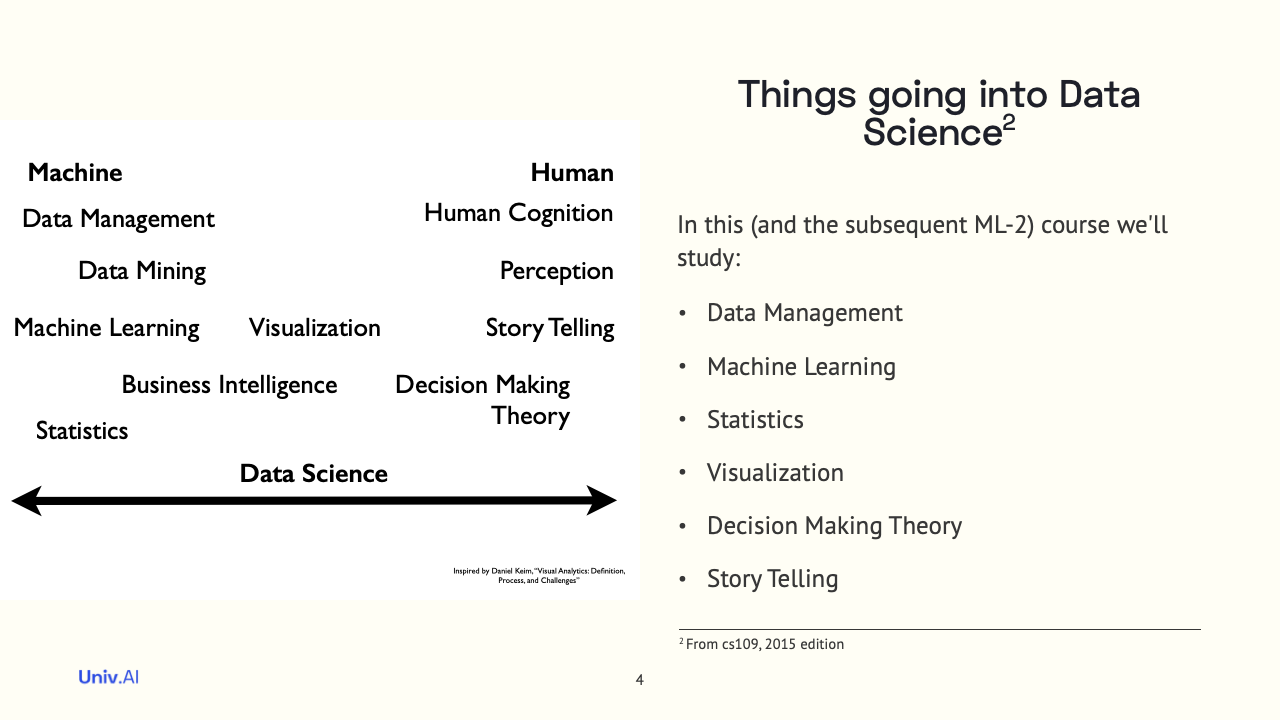 Things going into Data
Science²
Machine
Human
Data Management
Human Cognition
Data Mining
Perception
Machine Learning
Visualization
Story Telling
Business Intelligence
Decision Making
Theory
Statistics
Data Science
Inspired by Daniel Keim, "Visual Analytics: Definition,
Process, and Challenges"
In this (and the subsequent ML-2) course we'll
study:
• Data Management
• Machine Learning
• Statistics
• Visualization
• Decision Making Theory
• Story Telling
² From cs109, 2015 edition
Univ.AI
4